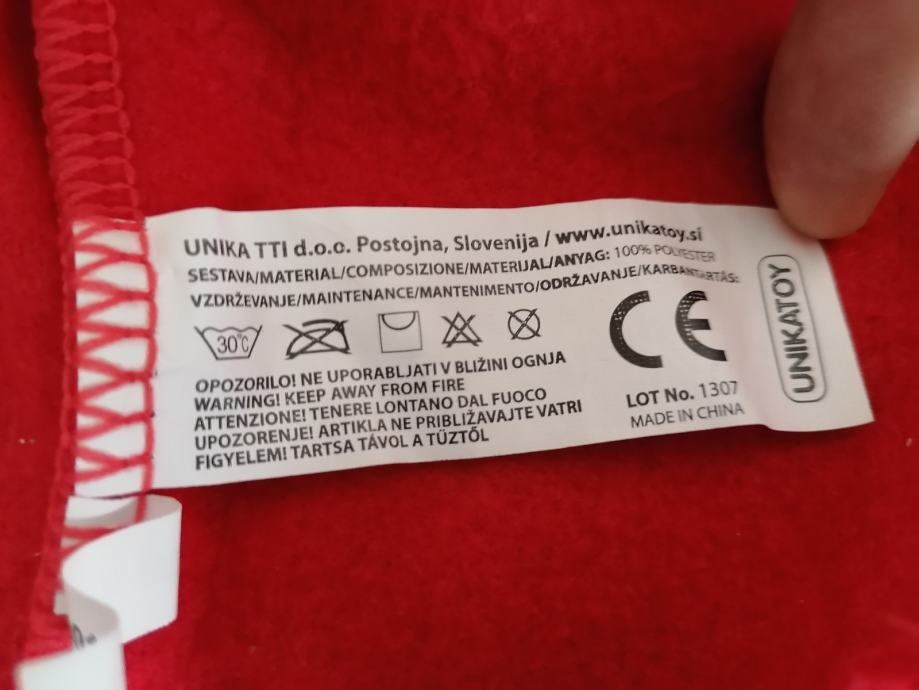 UNIKA TTI d.o.o. Postojna, Slovenija / www.unikatoy.si
SESTAVA/MATERIAL/COMPOSIZIONE/MATERIJAL/ANYAG: 100% POLYESTER
VZDRŽEVANJE/MAINTENANCE/MANTENIMENTO/ODRŽAVANJE/KARBANTARTÁS:
30°C
CE
OPOZORILO! NE UPORABLJATI V BLIŽINI OGNJA
WARNING! KEEP AWAY FROM FIRE
ATTENZIONE! TENERE LONTANO DAL FUOCO
UPOZORENJE! ARTIKLA NE PRIBLIŽAVAJTE VATRI
FIGYELEM! TARTSA TÁVOL A TŰZTŐL
LOT No. 1307
MADE IN CHINA
UNIKATOY